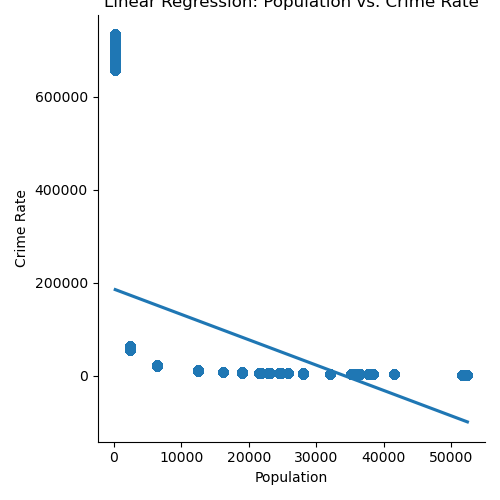 Linear Regression: Population vs. Crime Rate
600000
400000
200000
0
Crime Rate
0 10000 20000 30000 40000 50000
Population